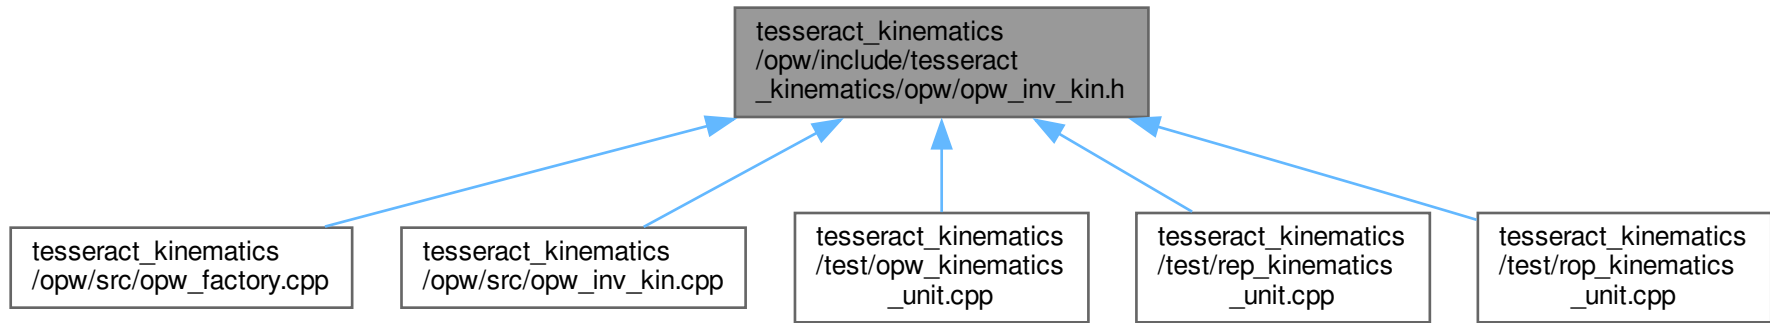 tesseract_kinematics
/opw/include/tesseract
_kinematics/opw/opw_inv_kin.h
tesseract_kinematics
/opw/src/opw_factory.cpp
tesseract_kinematics
/opw/src/opw_inv_kin.cpp
tesseract_kinematics
/test/opw_kinematics
_unit.cpp
tesseract_kinematics
/test/rep_kinematics
_unit.cpp
tesseract_kinematics
/test/rop_kinematics
_unit.cpp